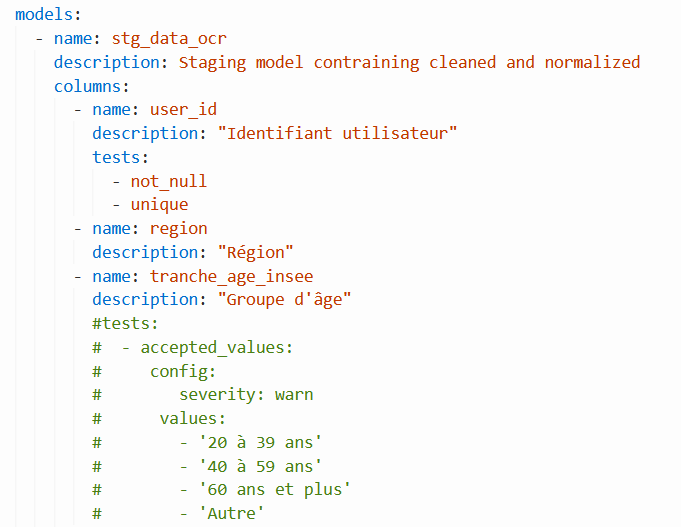 models:
  - name: stg_data_ocr
    description: Staging model contraining cleaned and normalized
    columns:
      - name: user_id
        description: "Identifiant utilisateur"
        tests:
          - not_null
          - unique
      - name: region
        description: "Région"
      - name: tranche_age_insee
        description: "Groupe d'âge"
        #tests:
        #  - accepted_values:
        #     config:
        #        severity: warn
        #      values:
        #        - '20 à 39 ans'
        #        - '40 à 59 ans'
        #        - '60 ans et plus'
        #        - 'Autre'